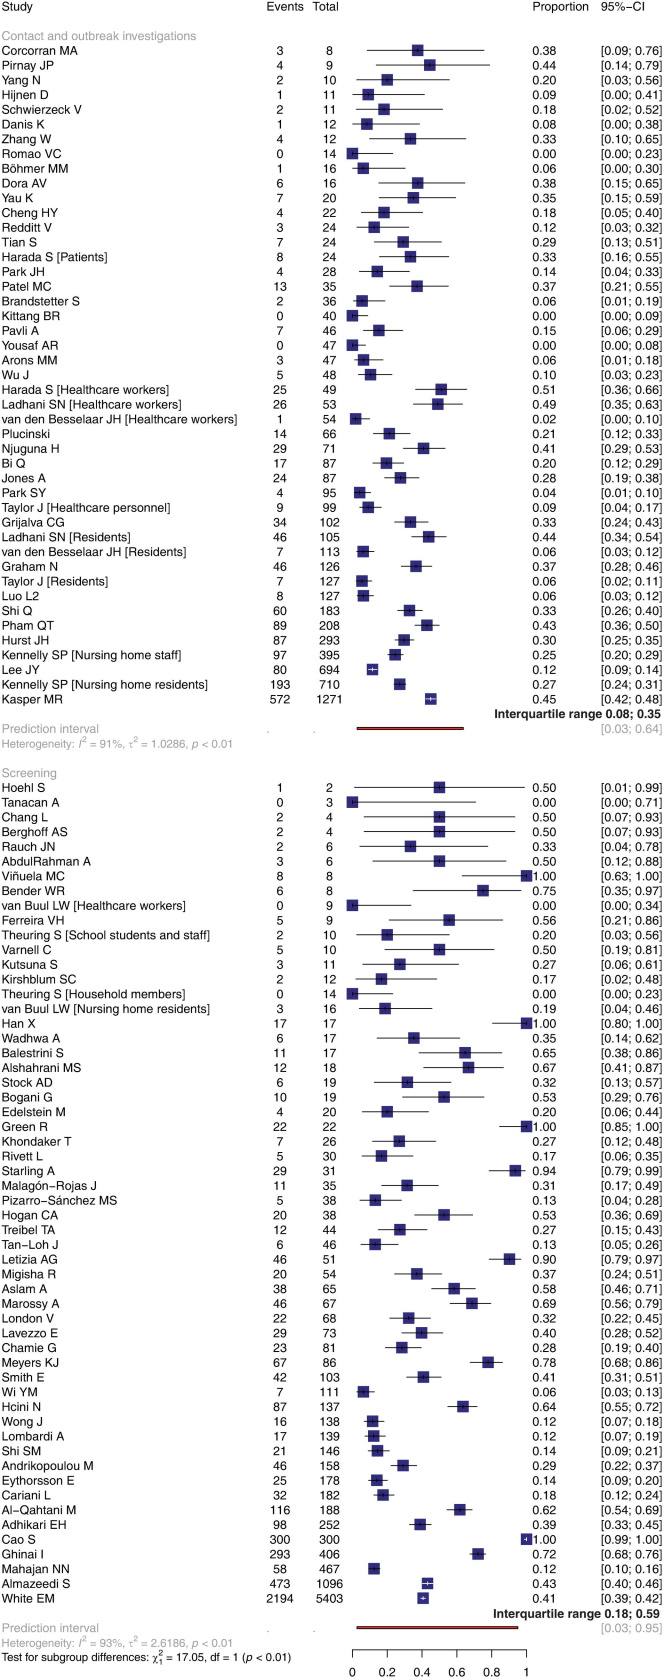 Study Events Total Proportion 95%−CI
Contact and outbreak investigations
Corcorran MA 3 8 0.38 [0.09; 0.76]
Pirnay JP 4 9 0.44 [0.14; 0.79]
Yang N 2 10 0.20 [0.03; 0.56]
Hijnen D 1 11 0.09 [0.00; 0.41]
Schwierzeck V 2 11 0.18 [0.02; 0.52]
Danis K 1 12 0.08 [0.00; 0.38]
Zhang W 4 12 0.33 [0.10; 0.65]
Romao VC 0 14 0.00 [0.00; 0.23]
Böhmer MM 1 16 0.06 [0.00; 0.30]
Dora AV 6 16 0.38 [0.15; 0.65]
Yau K 7 20 0.35 [0.15; 0.59]
Cheng HY 4 22 0.18 [0.05; 0.40]
Redditt V 3 24 0.12 [0.03; 0.32]
Tian S 7 24 0.29 [0.13; 0.51]
Harada S [Patients] 8 24 0.33 [0.16; 0.55]
Park JH 4 28 0.14 [0.04; 0.33]
Patel MC 13 35 0.37 [0.21; 0.55]
Brandstetter S 2 36 0.06 [0.01; 0.19]
Kittang BR 0 40 0.00 [0.00; 0.09]
Pavli A 7 46 0.15 [0.06; 0.29]
Yousaf AR 0 47 0.00 [0.00; 0.08]
Arons MM 3 47 0.06 [0.01; 0.18]
Wu J 5 48 0.10 [0.03; 0.23]
Harada S [Healthcare workers] 25 49 0.51 [0.36; 0.66]
Ladhani SN [Healthcare workers] 26 53 0.49 [0.35; 0.63]
van den Besselaar JH [Healthcare workers] 1 54 0.02 [0.00; 0.10]
Plucinski 14 66 0.21 [0.12; 0.33]
Njuguna H 29 71 0.41 [0.29; 0.53]
Bi Q 17 87 0.20 [0.12; 0.29]
Jones A 24 87 0.28 [0.19; 0.38]
Park SY 4 95 0.04 [0.01; 0.10]
Taylor J [Healthcare personnel] 9 99 0.09 [0.04; 0.17]
Grijalva CG 34 102 0.33 [0.24; 0.43]
Ladhani SN [Residents] 46 105 0.44 [0.34; 0.54]
van den Besselaar JH [Residents] 7 113 0.06 [0.03; 0.12]
Graham N 46 126 0.37 [0.28; 0.46]
Taylor J [Residents] 7 127 0.06 [0.02; 0.11]
Luo L2 8 127 0.06 [0.03; 0.12]
Shi Q 60 183 0.33 [0.26; 0.40]
Pham QT 89 208 0.43 [0.36; 0.50]
Hurst JH 87 293 0.30 [0.25; 0.35]
Kennelly SP [Nursing home staff] 97 395 0.25 [0.20; 0.29]
Lee JY 80 694 0.12 [0.09; 0.14]
Kennelly SP [Nursing home residents] 193 710 0.27 [0.24; 0.31]
Kasper MR 572 1271 0.45 [0.42; 0.48]
Interquartile range 0.08; 0.35
Prediction interval . . [0.03; 0.64]
Heterogeneity: I² = 91%, τ² = 1.0286, p < 0.01
Screening
Hoehl S 1 2 0.50 [0.01; 0.99]
Tanacan A 0 3 0.00 [0.00; 0.71]
Chang L 2 4 0.50 [0.07; 0.93]
Berghoff AS 2 4 0.50 [0.07; 0.93]
Rauch JN 2 6 0.33 [0.04; 0.78]
AbdulRahman A 3 6 0.50 [0.12; 0.88]
Viñuela MC 8 8 1.00 [0.63; 1.00]
Bender WR 6 8 0.75 [0.35; 0.97]
van Buul LW [Healthcare workers] 0 9 0.00 [0.00; 0.34]
Ferreira VH 5 9 0.56 [0.21; 0.86]
Theuring S [School students and staff] 2 10 0.20 [0.03; 0.56]
Varnell C 5 10 0.50 [0.19; 0.81]
Kutsuna S 3 11 0.27 [0.06; 0.61]
Kirshblum SC 2 12 0.17 [0.02; 0.48]
Theuring S [Household members] 0 14 0.00 [0.00; 0.23]
van Buul LW [Nursing home residents] 3 16 0.19 [0.04; 0.46]
Han X 17 17 1.00 [0.80; 1.00]
Wadhwa A 6 17 0.35 [0.14; 0.62]
Balestrini S 11 17 0.65 [0.38; 0.86]
Alshahrani MS 12 18 0.67 [0.41; 0.87]
Stock AD 6 19 0.32 [0.13; 0.57]
Bogani G 10 19 0.53 [0.29; 0.76]
Edelstein M 4 20 0.20 [0.06; 0.44]
Green R 22 22 1.00 [0.85; 1.00]
Khondaker T 7 26 0.27 [0.12; 0.48]
Rivett L 5 30 0.17 [0.06; 0.35]
Starling A 29 31 0.94 [0.79; 0.99]
Malagón−Rojas J 11 35 0.31 [0.17; 0.49]
Pizarro−Sánchez MS 5 38 0.13 [0.04; 0.28]
Hogan CA 20 38 0.53 [0.36; 0.69]
Treibel TA 12 44 0.27 [0.15; 0.43]
Tan−Loh J 6 46 0.13 [0.05; 0.26]
Letizia AG 46 51 0.90 [0.79; 0.97]
Migisha R 20 54 0.37 [0.24; 0.51]
Aslam A 38 65 0.58 [0.46; 0.71]
Marossy A 46 67 0.69 [0.56; 0.79]
London V 22 68 0.32 [0.22; 0.45]
Lavezzo E 29 73 0.40 [0.28; 0.52]
Chamie G 23 81 0.28 [0.19; 0.40]
Meyers KJ 67 86 0.78 [0.68; 0.86]
Smith E 42 103 0.41 [0.31; 0.51]
Wi YM 7 111 0.06 [0.03; 0.13]
Hcini N 87 137 0.64 [0.55; 0.72]
Wong J 16 138 0.12 [0.07; 0.18]
Lombardi A 17 139 0.12 [0.07; 0.19]
Shi SM 21 146 0.14 [0.09; 0.21]
Andrikopoulou M 46 158 0.29 [0.22; 0.37]
Eythorsson E 25 178 0.14 [0.09; 0.20]
Cariani L 32 182 0.18 [0.12; 0.24]
Al−Qahtani M 116 188 0.62 [0.54; 0.69]
Adhikari EH 98 252 0.39 [0.33; 0.45]
Cao S 300 300 1.00 [0.99; 1.00]
Ghinai I 293 406 0.72 [0.68; 0.76]
Mahajan NN 58 467 0.12 [0.10; 0.16]
Almazeedi S 473 1096 0.43 [0.40; 0.46]
White EM 2194 5403 0.41 [0.39; 0.42]
Interquartile range 0.18; 0.59
Prediction interval . . [0.03; 0.95]
Heterogeneity: I² = 93%, τ² = 2.6186, p < 0.01
Test for subgroup differences: χ²₁ = 17.05, df = 1 (p < 0.01)
0 0.2 0.4 0.6 0.8 1